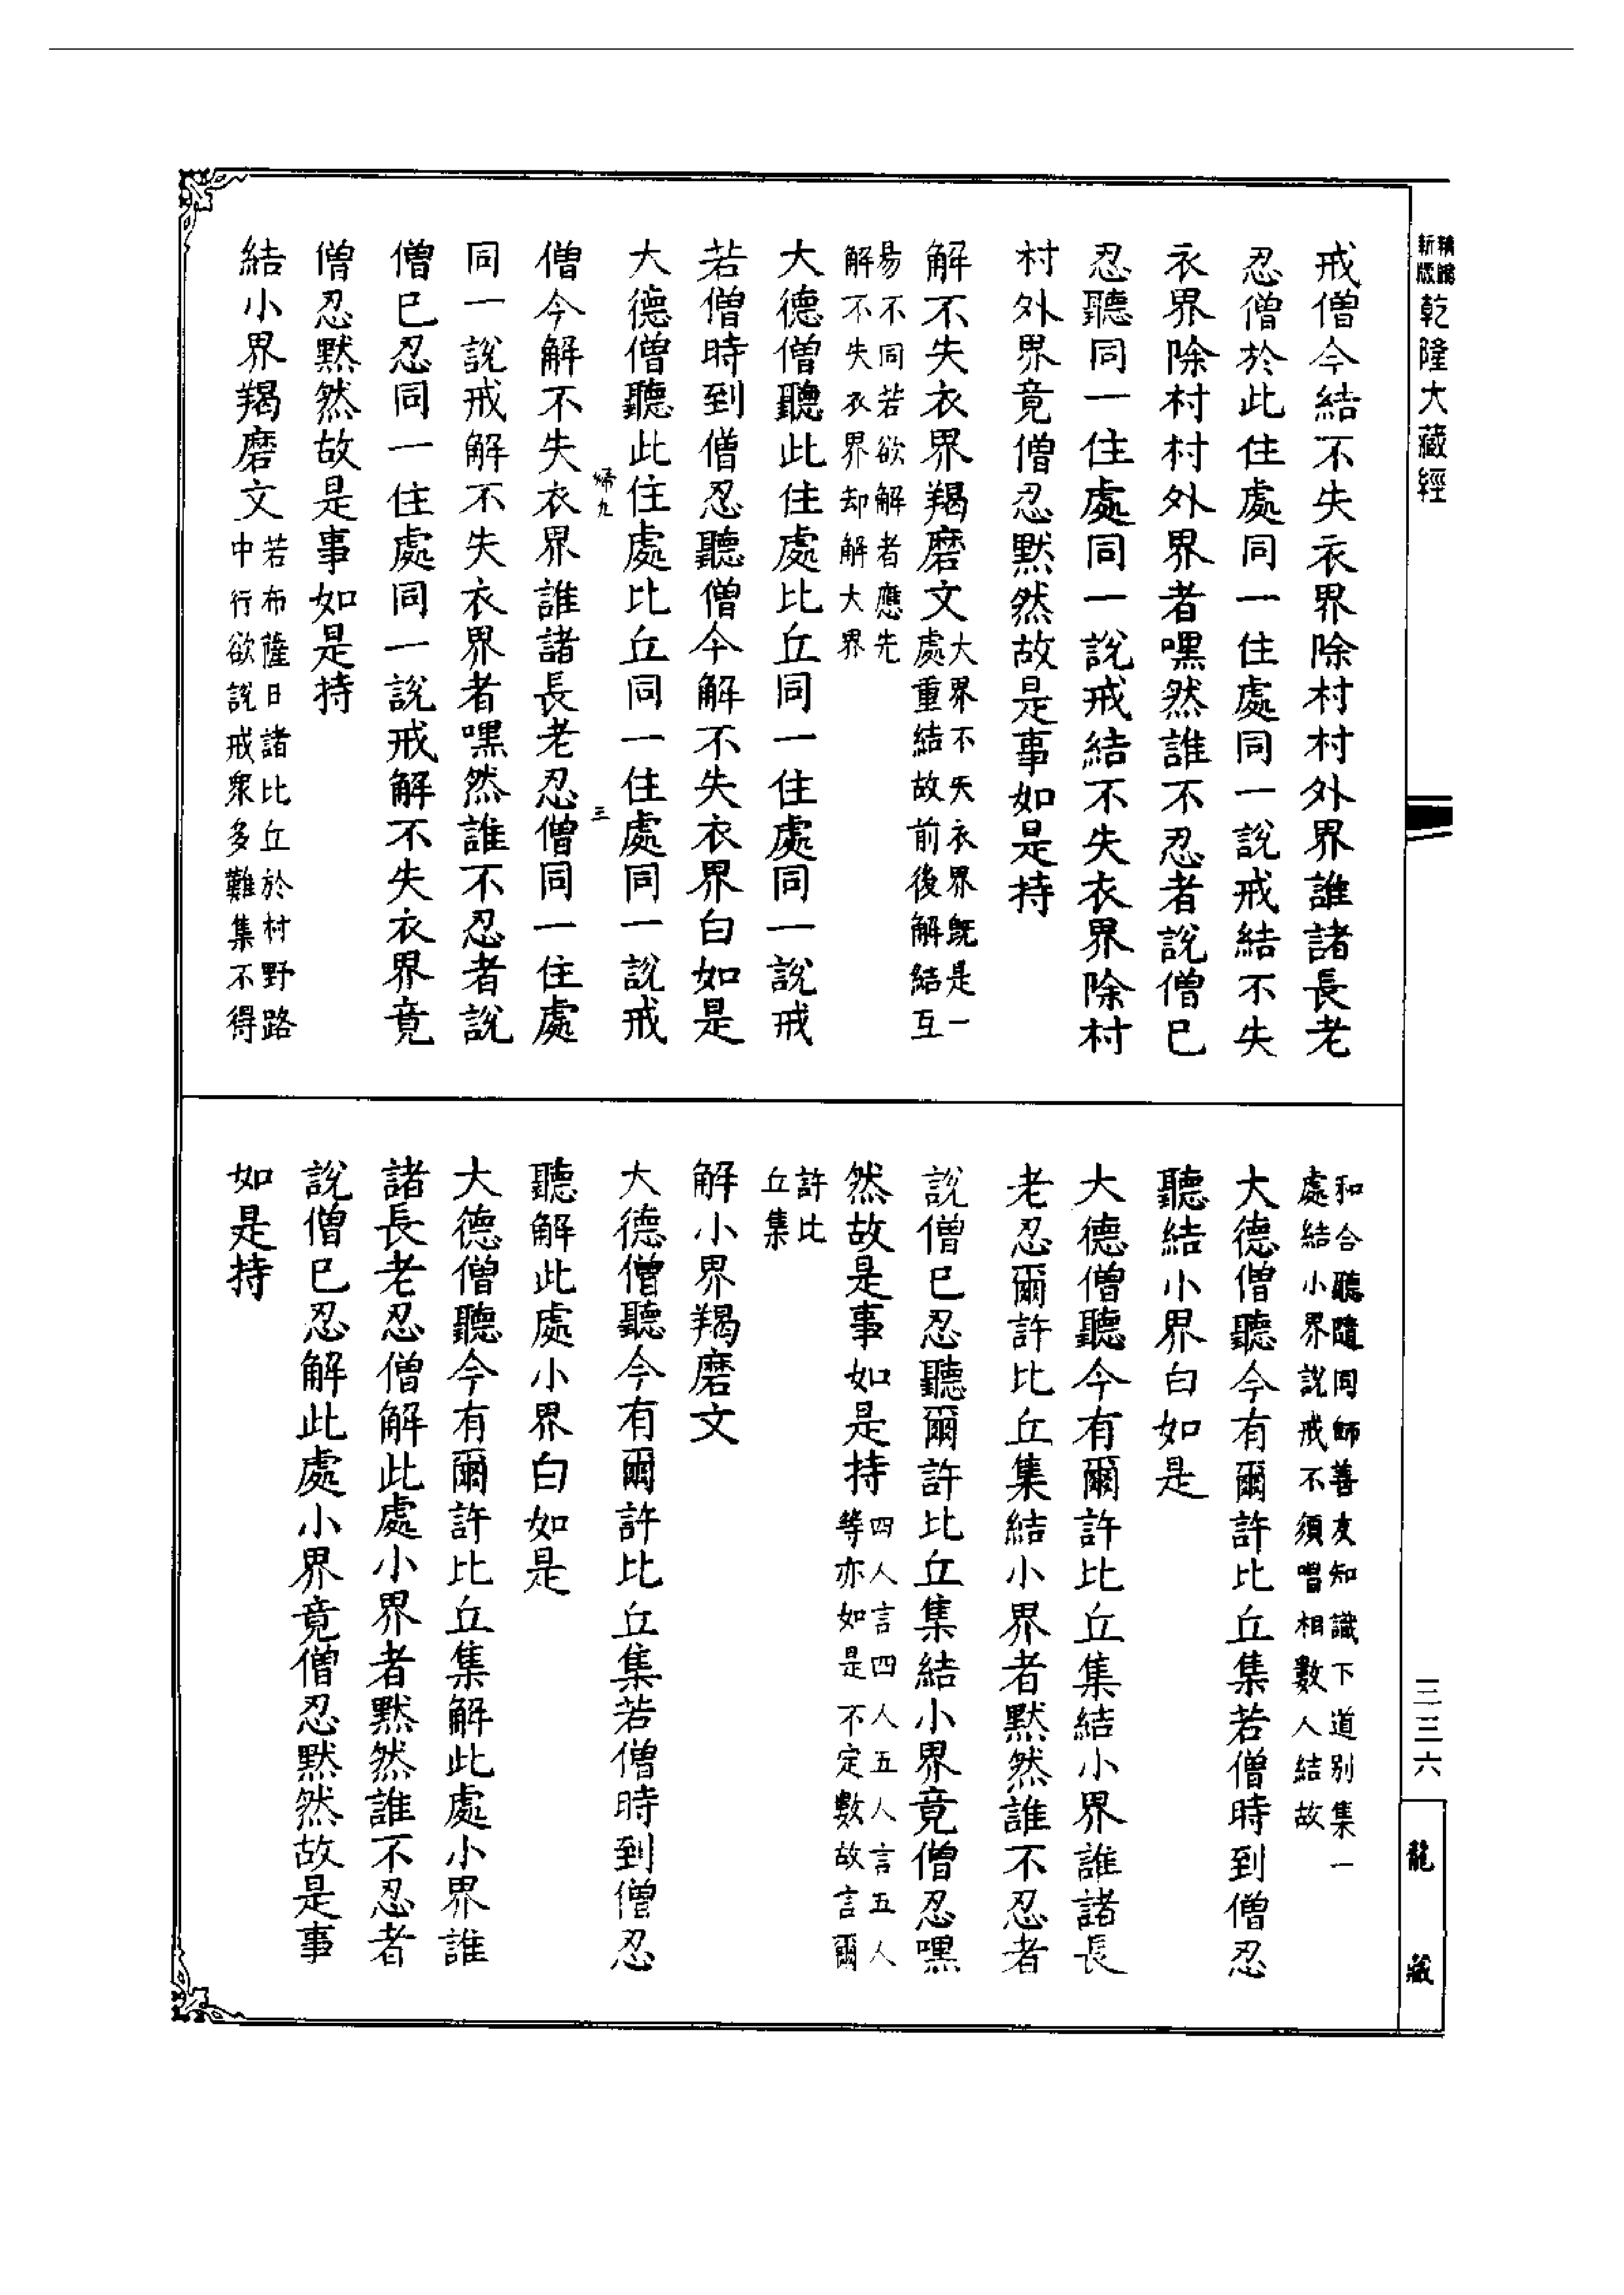 新版
精縮
乾隆大藏經
戒僧今結不失衣界除村村外界誰諸長老
忍僧於此住處同一住處同一說戒結不失
衣界除村村外界者嘿然誰不忍者說僧已
忍聽同一住處同一說戒結不失衣界除村
村外界竟僧忍默然故是事如是持
解不失衣界羯磨文
大界不失衣界既是一
處重結故前後解結互
易不同若欲解者應先
解不失衣界却解大界
大德僧聽此住處比丘同一住處同一說戒
若僧時到僧忍聽僧今解不失衣界白如是
大德僧聽此住處比丘同一住處同一說戒
歸九
三
僧今解不失衣界誰諸長老忍僧同一住處
同一說戒解不失衣界者嘿然誰不忍者說
僧已忍同一住處同一說戒解不失衣界竟
僧忍默然故是事如是持
結小界羯磨文
若布薩日諸比丘於村野路
中行欲說戒衆多難集不得
和合聽隨同師善友知識下道別集一
處結小界說戒不須唱相數人結故
大德僧聽今有爾許比丘集若僧時到僧忍
聽結小界白如是
大德僧聽今有爾許比丘集結小界誰諸長
老忍爾許比丘集結小界者默然誰不忍者
說僧已忍聽爾許比丘集結小界竟僧忍嘿
然故是事如是持
四人言四人五人言五人
等亦如是不定數故言爾
許比
丘集
解小界羯磨文
大德僧聽今有爾許比丘集若僧時到僧忍
聽解此處小界白如是
大德僧聽今有爾許比丘集解此處小界誰
諸長老忍僧解此處小界者默然誰不忍者
說僧已忍解此處小界竟僧忍默然故是事
如是持
三三六
龍藏